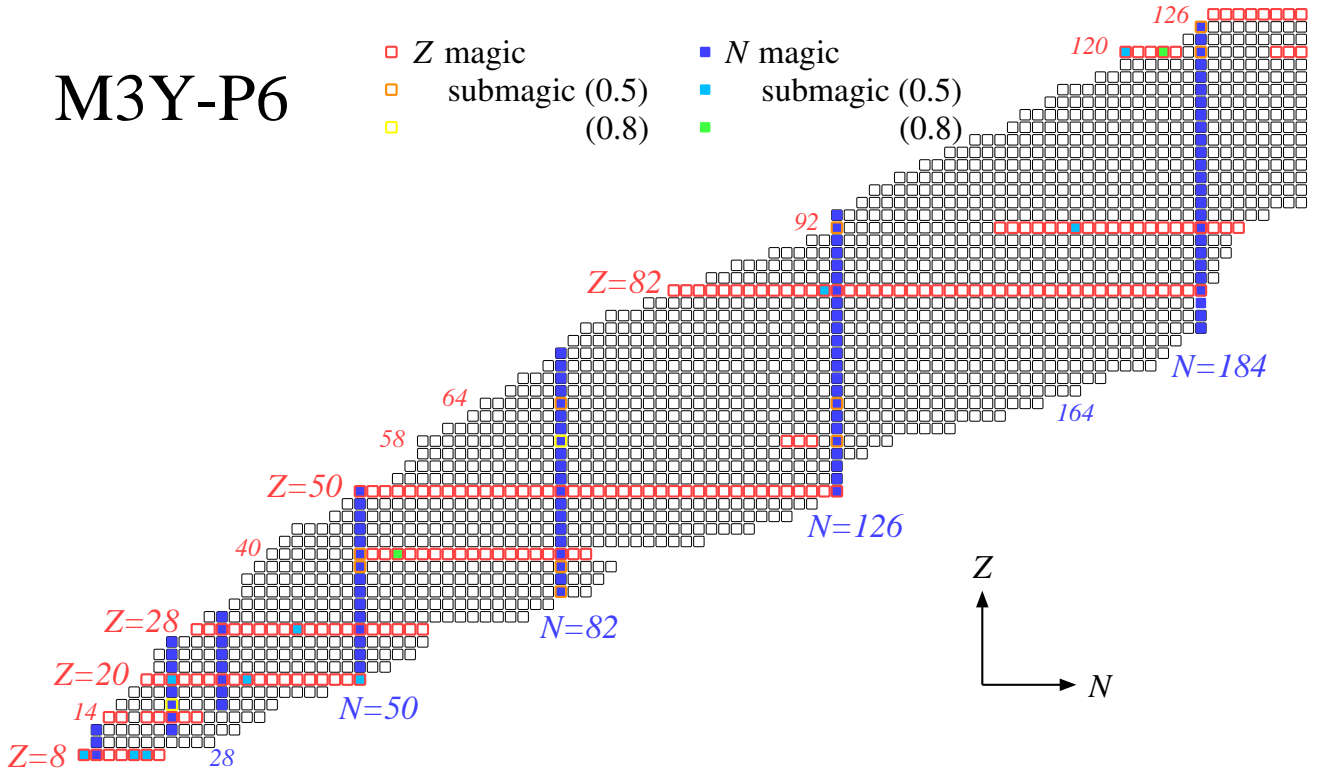 M3Y-P6
Z magic
submagic (0.5)
(0.8)
N magic
submagic (0.5)
(0.8)
126
120
92
Z=82
N=184
64
164
58
Z=50
N=126
40
Z
N
Z=28
N=82
Z=20
N=50
14
Z=8
28